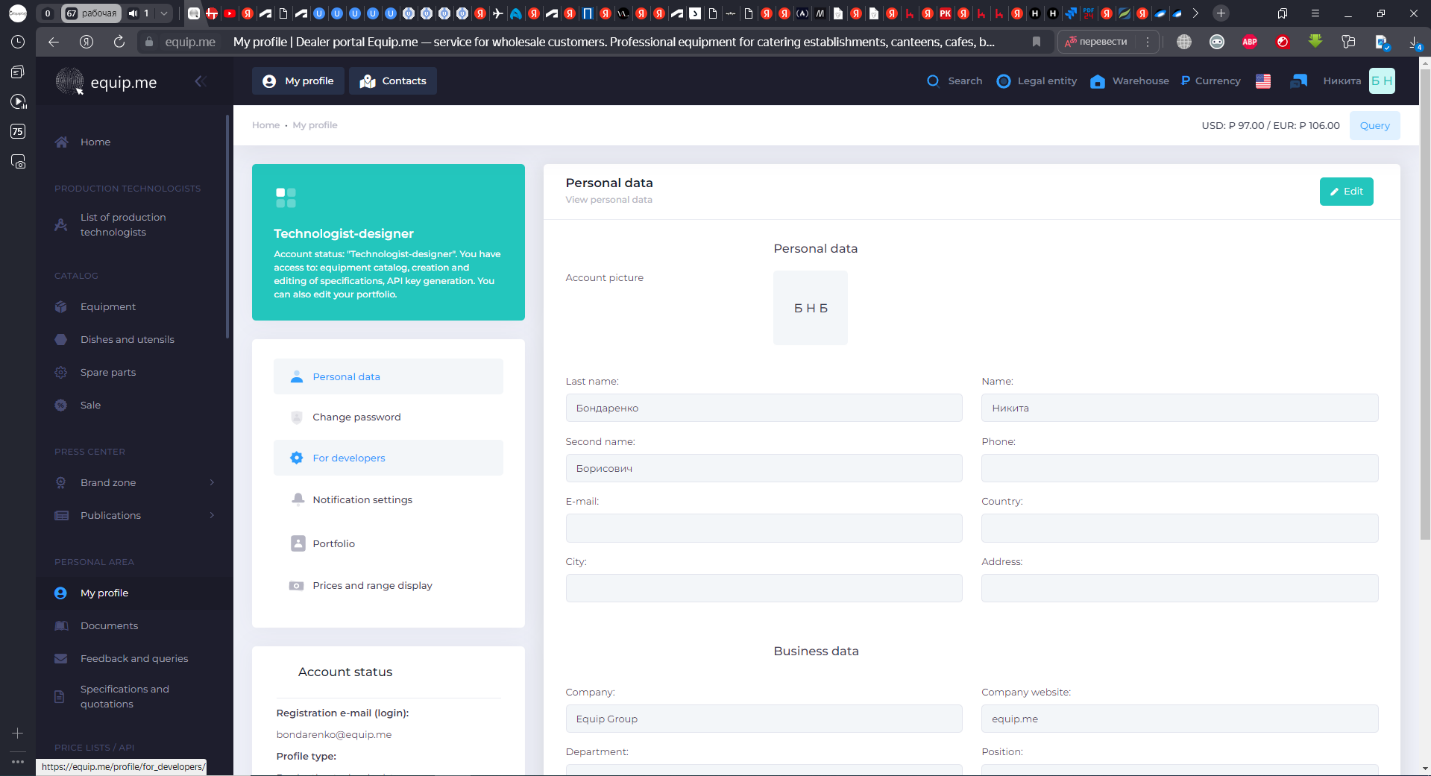 0
67 рабочая
1
equip.me
My profile | Dealer portal Equip.me — service for wholesale customers. Professional equipment for catering establishments, canteens, cafes, b...
перевести
ABP
4
75
equip.me
My profile
Contacts
Search
Legal entity
Warehouse
₽ Currency
Никита
Б Н
Home • My profile
USD: ₽ 97.00 / EUR: ₽ 106.00
Query
Home
PRODUCTION TECHNOLOGISTS
List of production
technologists
CATALOG
Equipment
Dishes and utensils
Spare parts
Sale
PRESS CENTER
Brand zone
Publications
PERSONAL AREA
My profile
Documents
Feedback and queries
Specifications and
quotations
PRICE LISTS / API
https://equip.me/profile/for_developers/
Technologist-designer
Account status: "Technologist-designer". You have
access to: equipment catalog, creation and
editing of specifications, API key generation. You
can also edit your portfolio.
Personal data
Change password
For developers
Notification settings
Portfolio
Prices and range display
Account status
Registration e-mail (login):
bondarenko@equip.me
Profile type:
Personal data
View personal data
Edit
Personal data
Account picture
Б Н Б
Last name:
Name:
Бондаренко
Никита
Second name:
Phone:
Борисович
E-mail:
Country:
City:
Address:
Business data
Company:
Company website:
Equip Group
equip.me
Department:
Position: